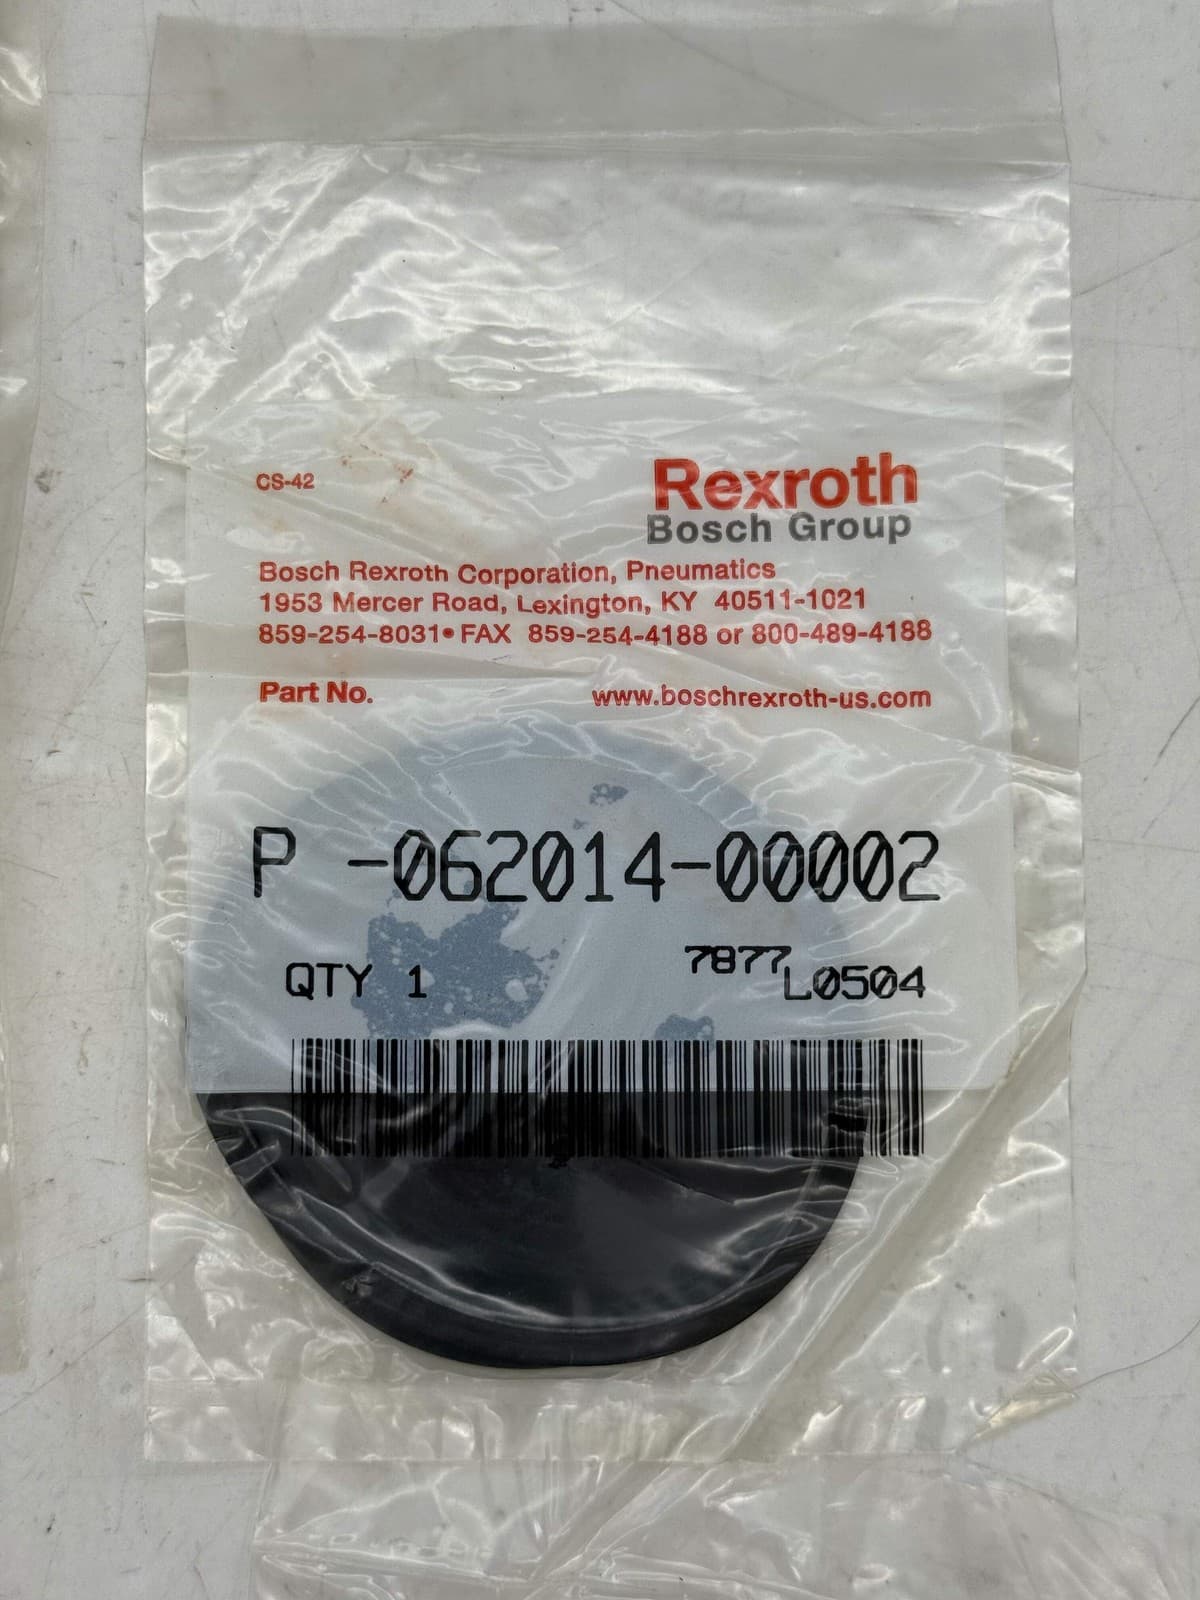 CS-42
Rexroth
Bosch Group
Bosch Rexroth Corporation, Pneumatics
1953 Mercer Road, Lexington, KY 40511-1021
859-254-8031• FAX 859-254-4188 or 800-489-4188
Part No. www.boschrexroth-us.com
P -062014-00002
QTY 1 7877 L0504